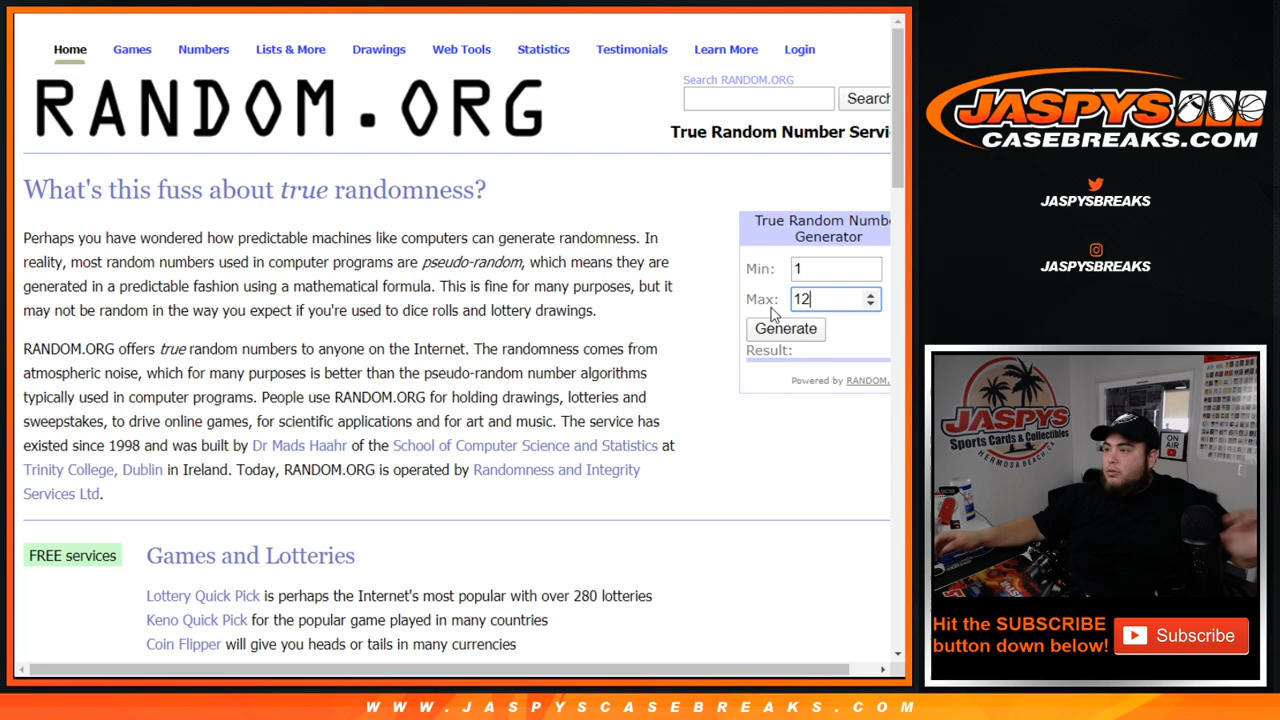 Home Games Numbers Lists & More Drawings Web Tools Statistics Testimonials Learn More Login
RANDOM.ORG
Search RANDOM.ORG
Search
True Random Number Servi
What's this fuss about true randomness?
Perhaps you have wondered how predictable machines like computers can generate randomness. In
reality, most random numbers used in computer programs are pseudo-random, which means they are
generated in a predictable fashion using a mathematical formula. This is fine for many purposes, but it
may not be random in the way you expect if you're used to dice rolls and lottery drawings.
RANDOM.ORG offers true random numbers to anyone on the Internet. The randomness comes from
atmospheric noise, which for many purposes is better than the pseudo-random number algorithms
typically used in computer programs. People use RANDOM.ORG for holding drawings, lotteries and
sweepstakes, to drive online games, for scientific applications and for art and music. The service has
existed since 1998 and was built by Dr Mads Haahr of the School of Computer Science and Statistics at
Trinity College, Dublin in Ireland. Today, RANDOM.ORG is operated by Randomness and Integrity
Services Ltd.
True Random Numbe
Generator
Min: 1
Max: 12
Generate
Result:
Powered by RANDOM.
FREE services
Games and Lotteries
Lottery Quick Pick is perhaps the Internet's most popular with over 280 lotteries
Keno Quick Pick for the popular game played in many countries
Coin Flipper will give you heads or tails in many currencies
JASPYS
CASEBREAKS.COM
JASPYSBREAKS
JASPYSBREAKS
JASPYS
Sports Cards & Collectibles
HERMOSA BEACH, CA
ON
AIR
Hit the SUBSCRIBE
button down below!
Subscribe
WWW.JASPYSCASEBREAKS.COM